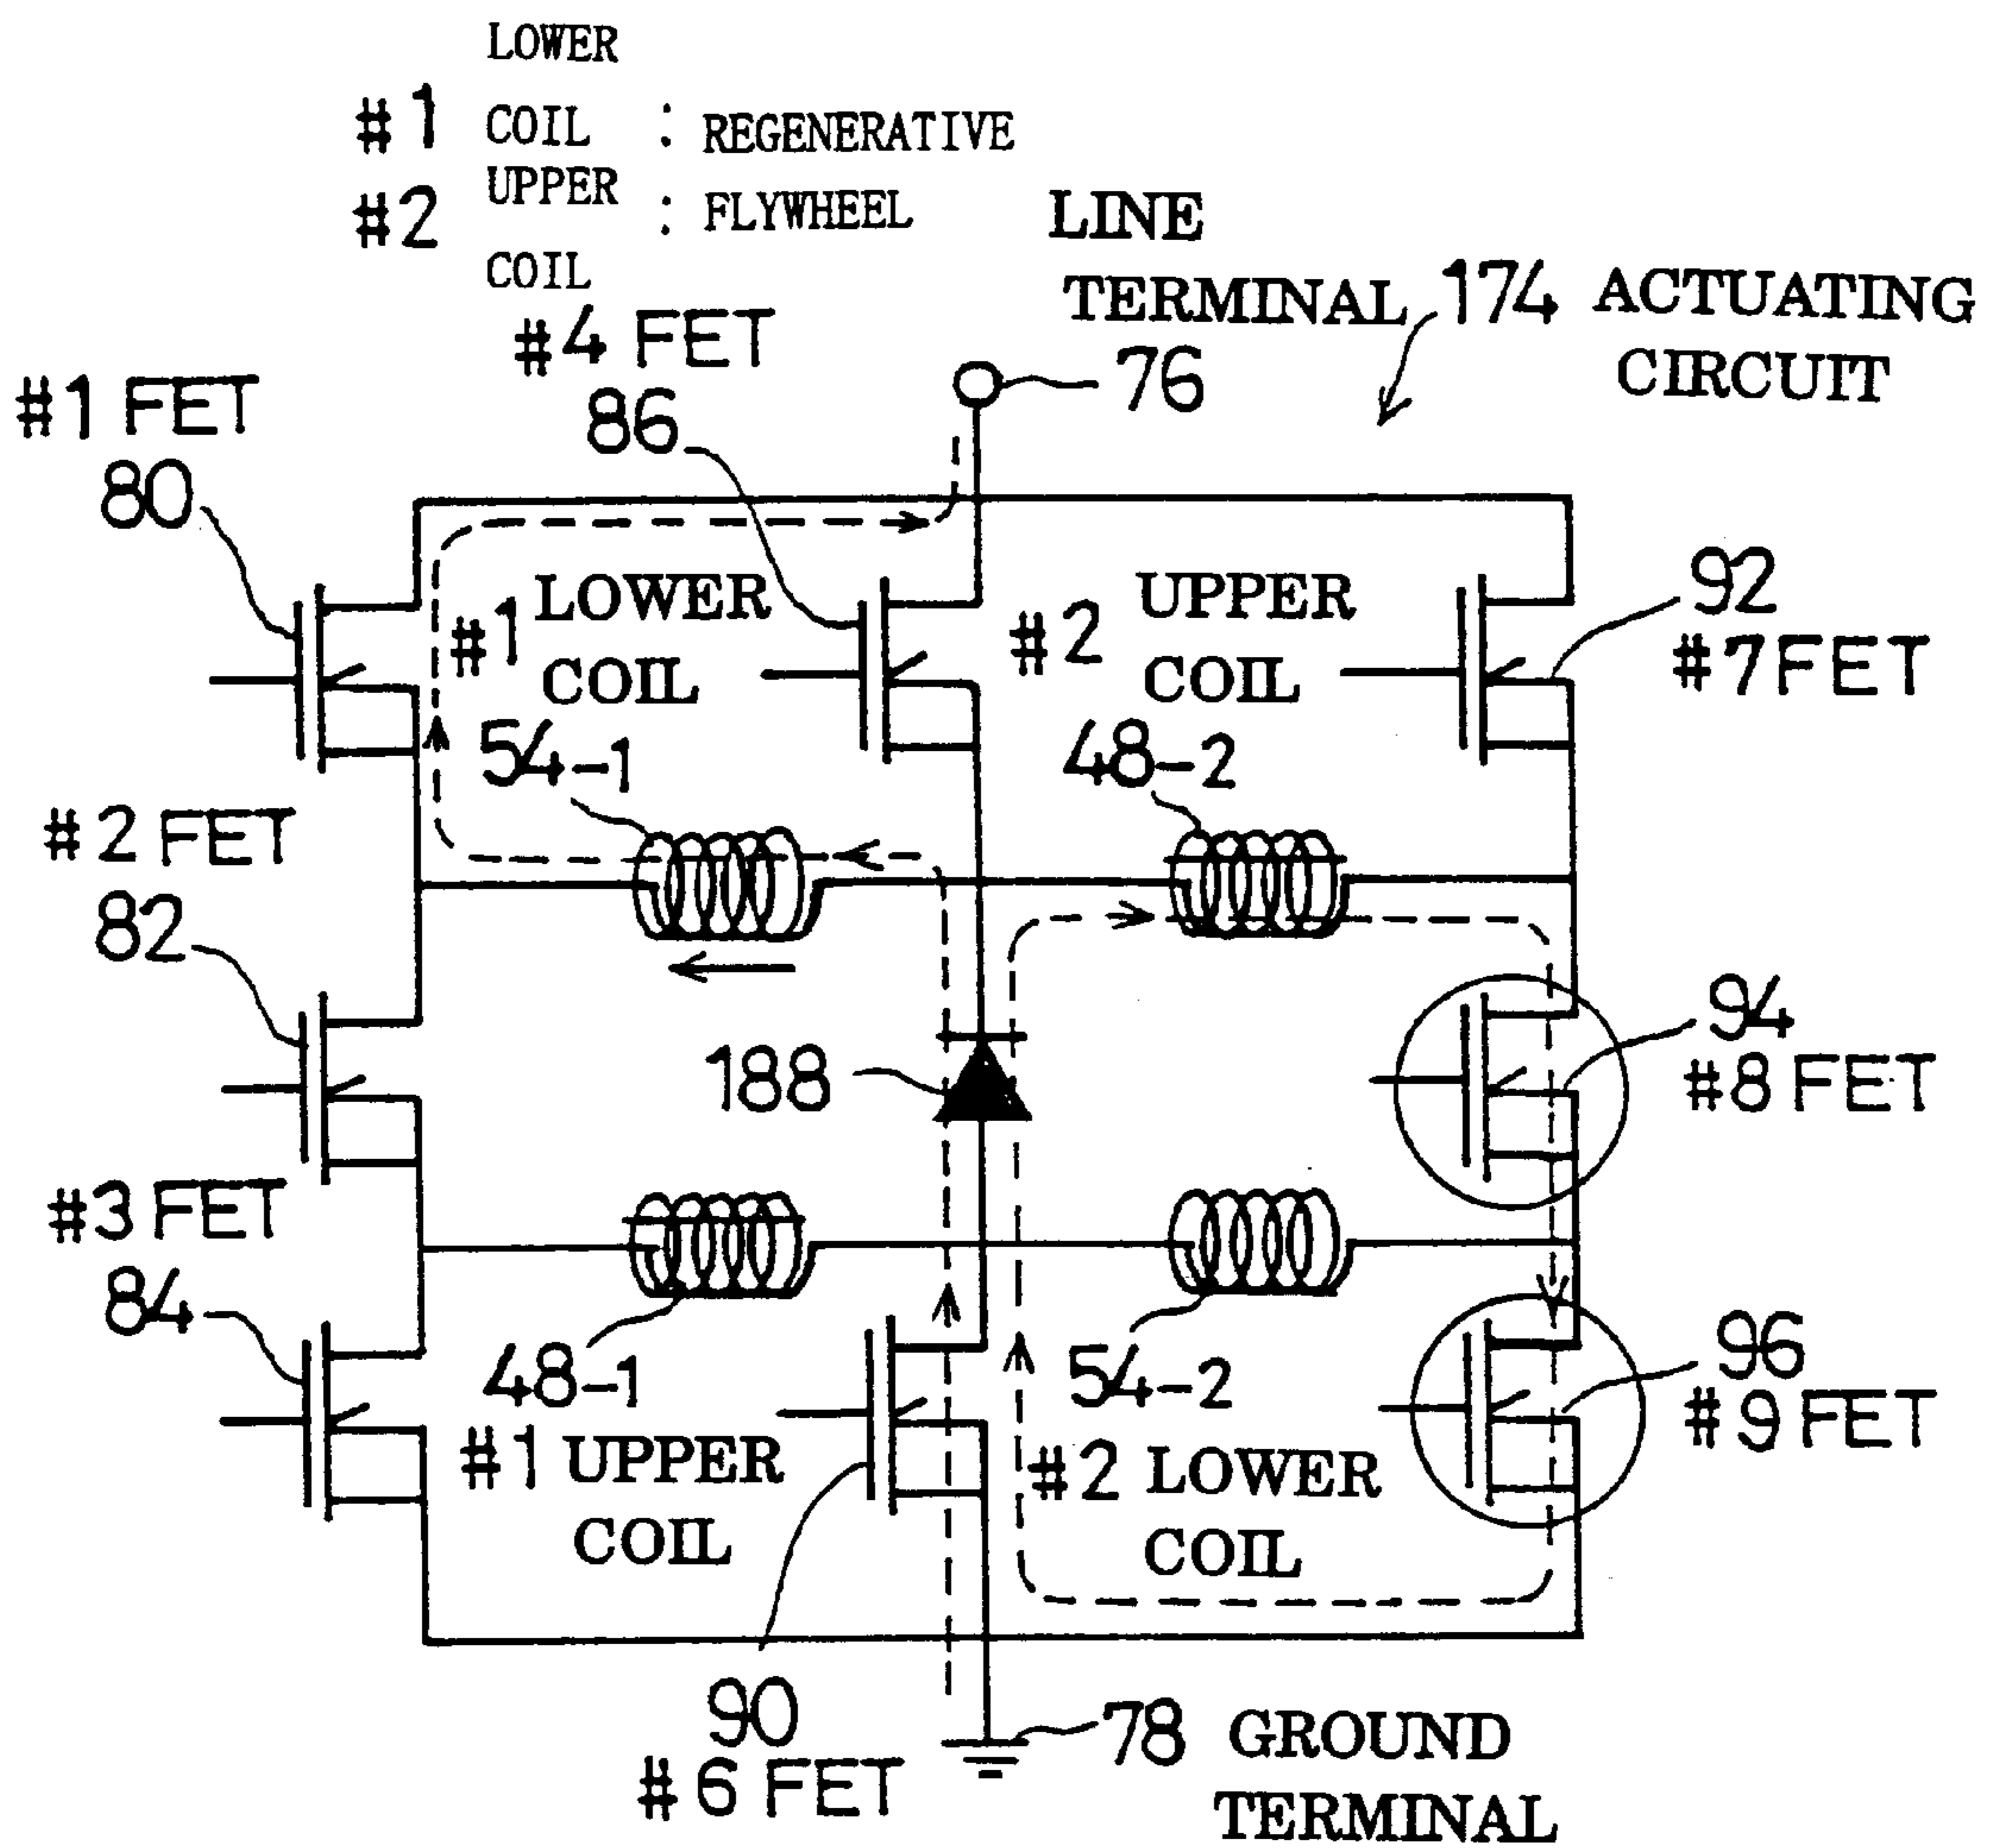 LOWER
#1 COIL : REGENERATIVE
#2 UPPER : FLYWHEEL
COIL
LINE
TERMINAL
76
174 ACTUATING
CIRCUIT
#4 FET
86
#1 FET
80
#1 LOWER
COIL
54-1
#2 UPPER
COIL
48-2
92
#7 FET
#2 FET
82
188
94
#8 FET
#3 FET
84
48-1
#1 UPPER
COIL
54-2
#2 LOWER
COIL
96
#9 FET
90
#6 FET
78 GROUND
TERMINAL